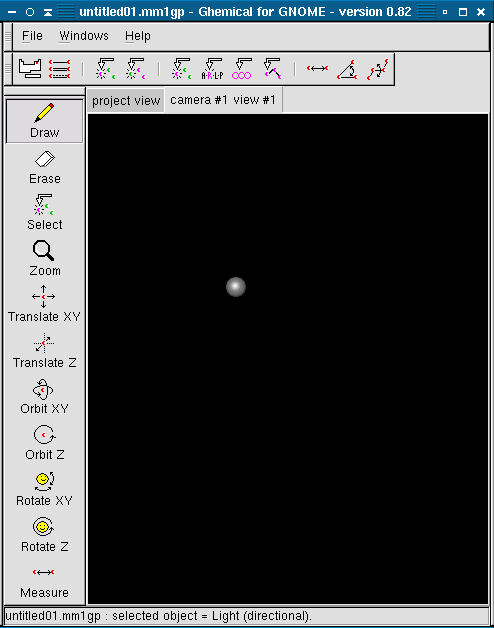 untitled01.mm1gp - Ghemical for GNOME - version 0.82
File Windows Help
A-R-L-P
project view camera #1 view #1
Draw
Erase
Select
Zoom
Translate XY
Translate Z
Orbit XY
Orbit Z
Rotate XY
Rotate Z
Measure
untitled01.mm1gp : selected object = Light (directional).